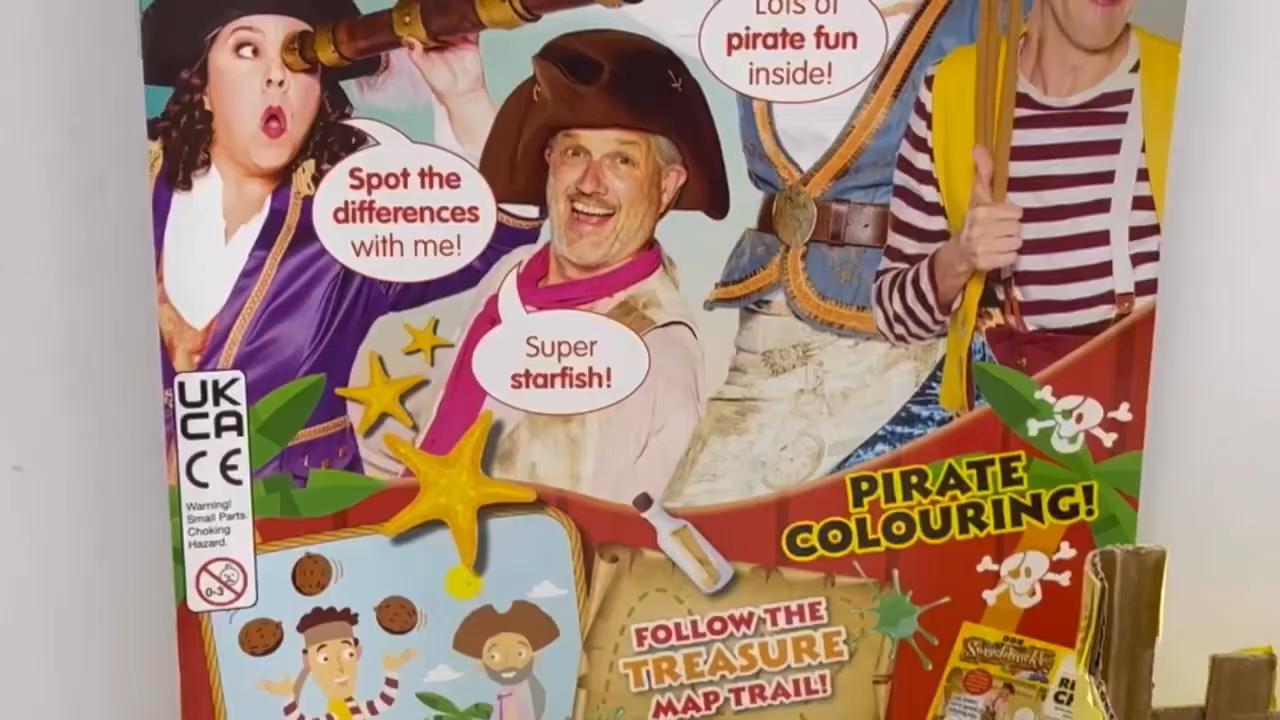 Lots of
pirate fun
inside!
Spot the
differences
with me!
Super
starfish!
UK
CA
CE
Warning!
Small Parts.
Choking
Hazard.
0-3
PIRATE
COLOURING!
FOLLOW THE
TREASURE
MAP TRAIL!